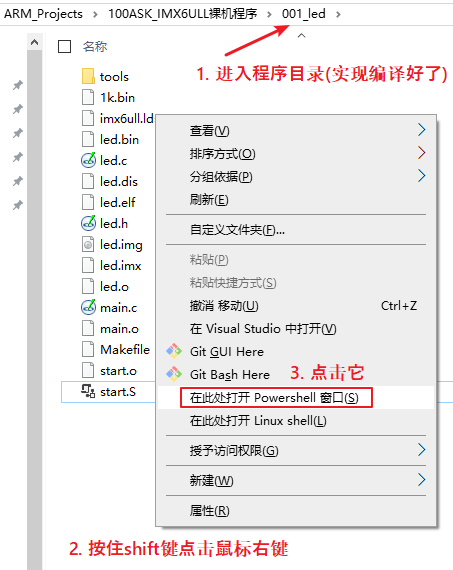 ARM_Projects > 100ASK_IMX6ULL裸机程序 > 001_led
名称
1. 进入程序目录(实现编译好了)
tools
1k.bin
imx6ull.ld
led.bin
led.c
led.dis
led.elf
led.h
led.img
led.imx
led.o
main.c
main.o
Makefile
start.o
start.S
查看(V)
排序方式(O)
分组依据(P)
刷新(E)
自定义文件夹(F)...
粘贴(P)
粘贴快捷方式(S)
撤消 移动(U) Ctrl+Z
在 Visual Studio 中打开(V)
Git GUI Here
Git Bash Here
3. 点击它
在此处打开 Powershell 窗口(S)
在此处打开 Linux shell(L)
授予访问权限(G)
新建(W)
属性(R)
2. 按住shift键点击鼠标右键